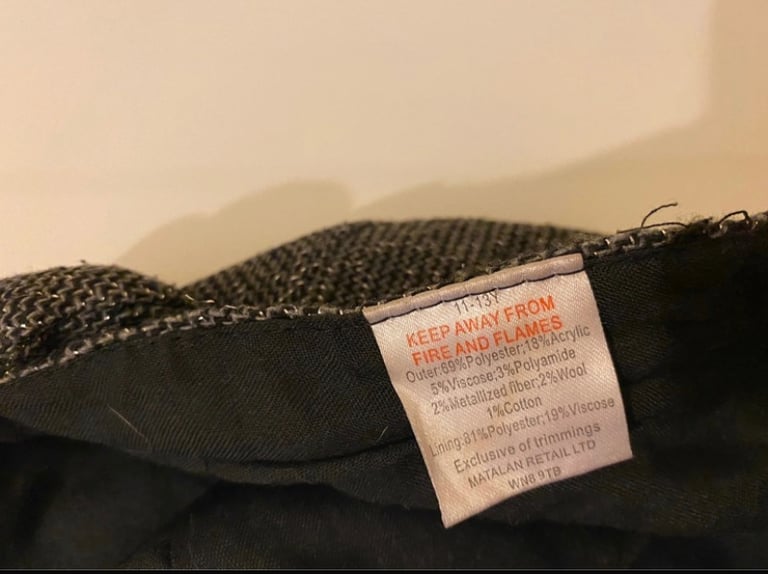 11-13Y
KEEP AWAY FROM
FIRE AND FLAMES
Outer:69%Polyester;18%Acrylic
5%Viscose;3%Polyamide
2%Metallized fiber;2%Wool
1%Cotton
Lining:81%Polyester;19%Viscose
Exclusive of trimmings
MATALAN RETAIL LTD
WN8 9TB